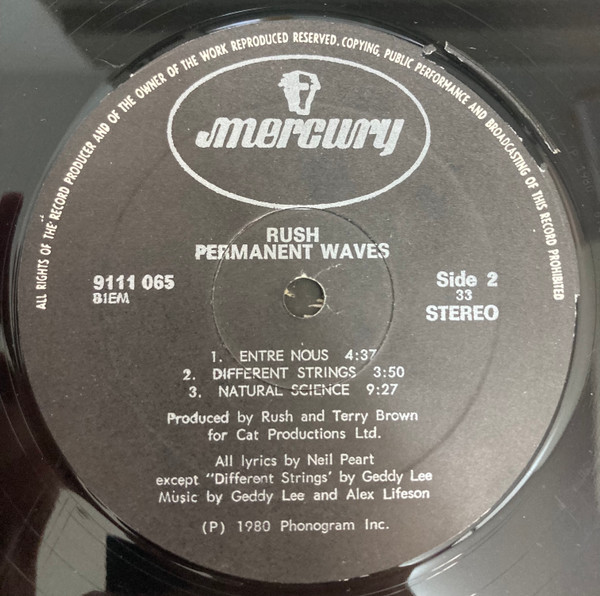 ALL RIGHTS OF THE RECORD PRODUCER AND OF THE OWNER OF THE WORK REPRODUCED RESERVED. COPYING, PUBLIC PERFORMANCE AND BROADCASTING OF THIS RECORD PROHIBITED
mercury
RUSH
PERMANENT WAVES
9111 065
BIEM
Side 2
33
STEREO
1. ENTRE NOUS 4:37
2. DIFFERENT STRINGS 3:50
3. NATURAL SCIENCE 9:27
Produced by Rush and Terry Brown
for Cat Productions Ltd.
All lyrics by Neil Peart
except "Different Strings' by Geddy Lee
Music by Geddy Lee and Alex Lifeson
(P) 1980 Phonogram Inc.